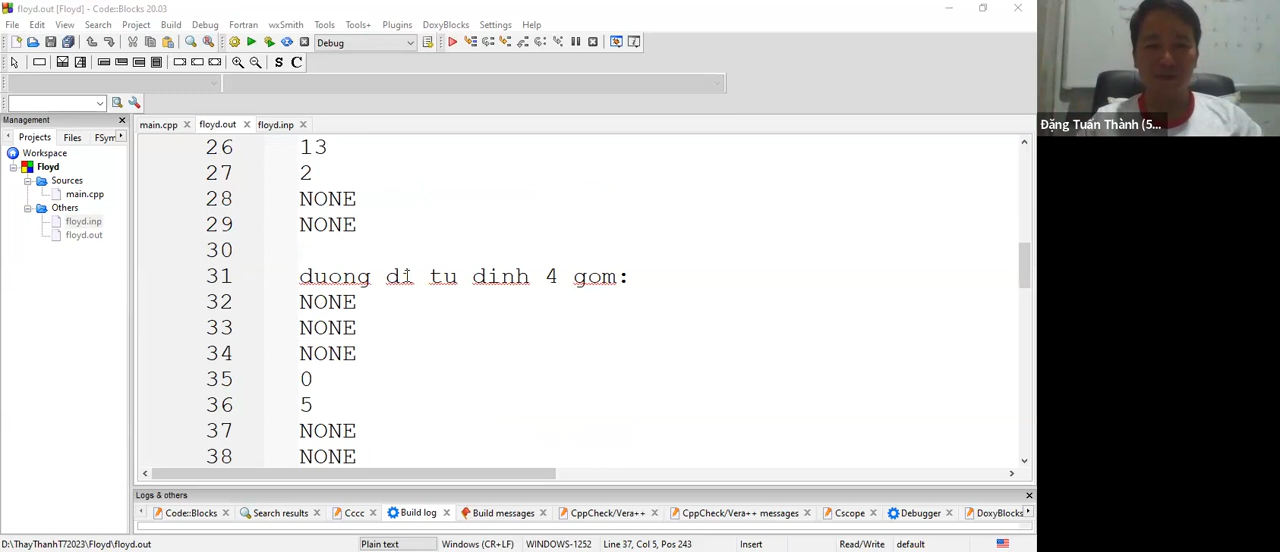 floyd.out [Floyd] - Code::Blocks 20.03
File Edit View Search Project Build Debug Fortran wxSmith Tools Tools+ Plugins DoxyBlocks Settings Help
Debug
S C
Management
Projects Files FSym
Workspace
Floyd
Sources
main.cpp
Others
floyd.inp
floyd.out
main.cpp floyd.out floyd.inp
26 13
27 2
28 NONE
29 NONE
30
31 duong di tu dinh 4 gom:
32 NONE
33 NONE
34 NONE
35 0
36 5
37 NONE
38 NONE
Logs & others
Code::Blocks Search results Cccc Build log Build messages CppCheck/Vera++ CppCheck/Vera++ messages Cscope Debugger DoxyBlocks
D:\ThayThanhT72023\Floyd\floyd.out Plain text Windows (CR+LF) WINDOWS-1252 Line 37, Col 5, Pos 243 Insert Read/Write default
Đặng Tuấn Thành (5...